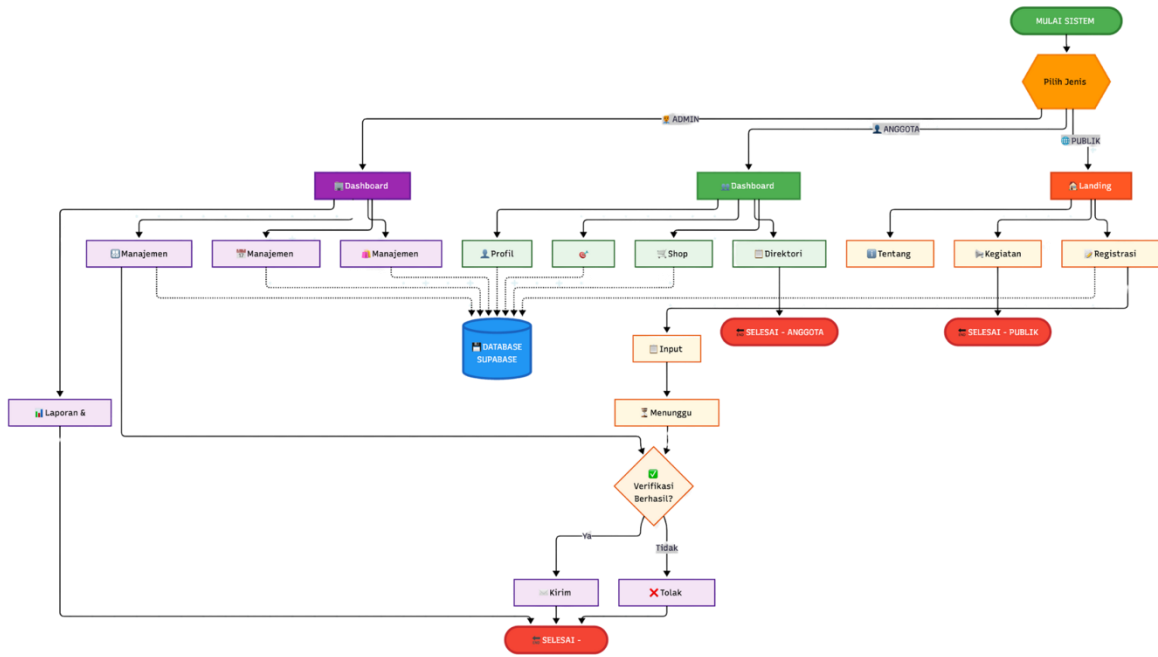 MULAI SISTEM
Pilih Jenis
ADMIN
ANGGOTA
PUBLIK
Dashboard
Dashboard
Landing
Manajemen
Manajemen
Manajemen
Profil
Shop
Direktori
Tentang
Kegiatan
Registrasi
SELESAI - ANGGOTA
SELESAI - PUBLIK
DATABASE
SUPABASE
Input
Laporan &
Menunggu
Verifikasi
Berhasil?
Ya
Tidak
Kirim
Tolak
SELESAI -